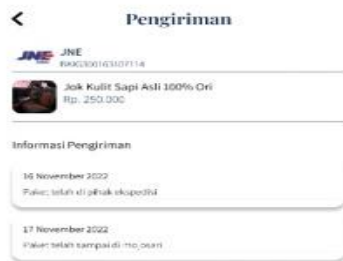 Pengiriman
JNE JNE
Jok Kulit Sapi Asli 100% Ori
Rp. 250.000
Informasi Pengiriman
16 November 2022
Paket telah di pihak ekspedisi
17 November 2022
Paket telah sampai di mojosari